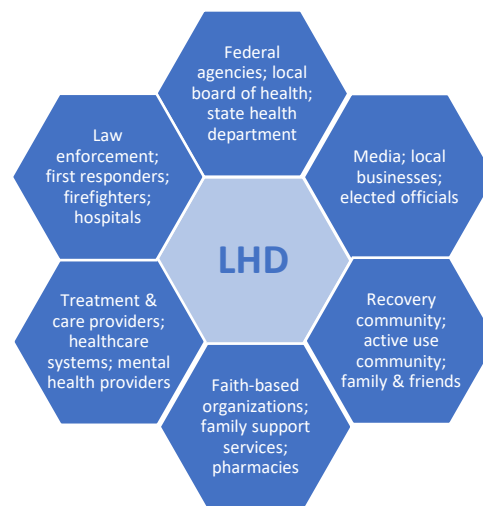 Federal
agencies; local
board of health;
state health
department
Law
enforcement;
first responders;
firefighters;
hospitals
Media; local
businesses;
elected officials
LHD
Treatment &
care providers;
healthcare
systems; mental
health providers
Recovery
community;
active use
community;
family & friends
Faith-based
organizations;
family support
services;
pharmacies